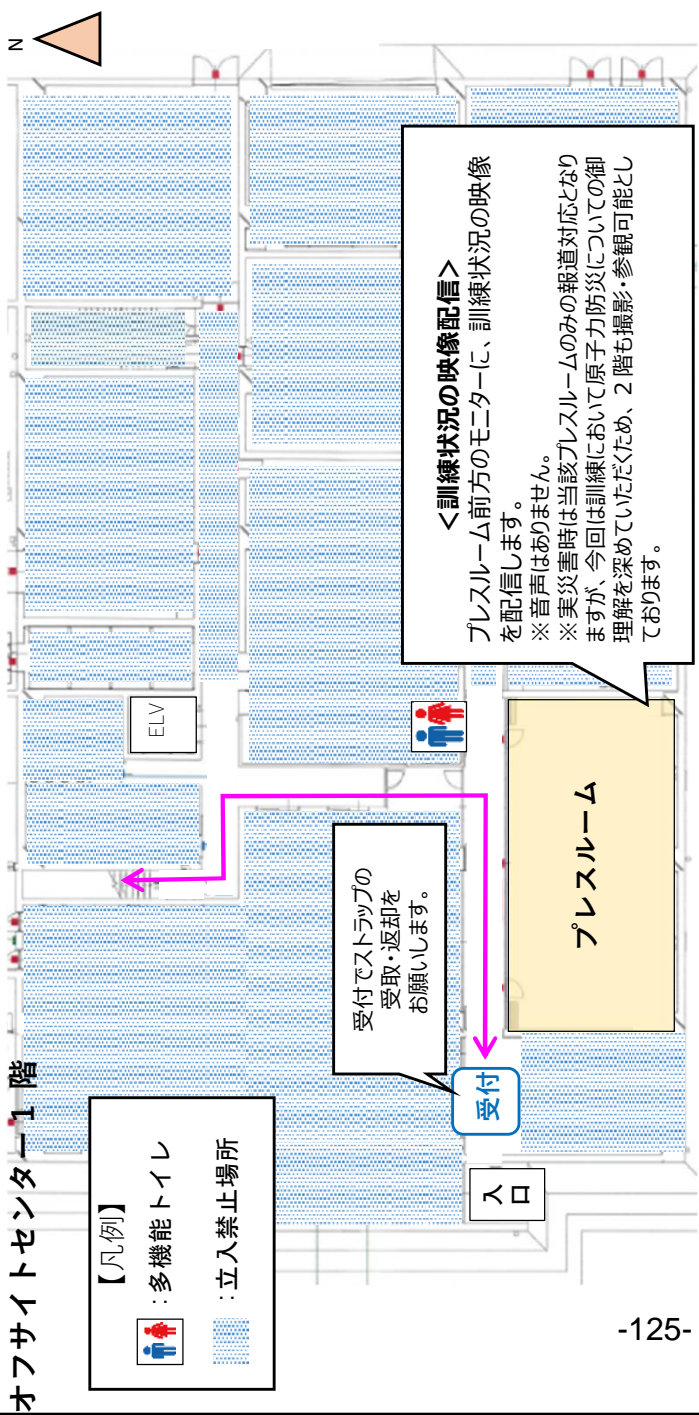 オフサイトセンター１階
N
【凡例】
：多機能トイレ
：立入禁止場所
ELV
受付でストラップの
受取・返却を
お願いします。
受付
入
口
プレスルーム
＜訓練状況の映像配信＞
プレスルーム前方のモニターに、訓練状況の映像
を配信します。
※音声はありません。
※実災害時は当該プレスルームのみの報道対応となり
ますが、今回は訓練において原子力防災についての御
理解を深めていただくため、２階も撮影・参観可能とし
ております。
-125-